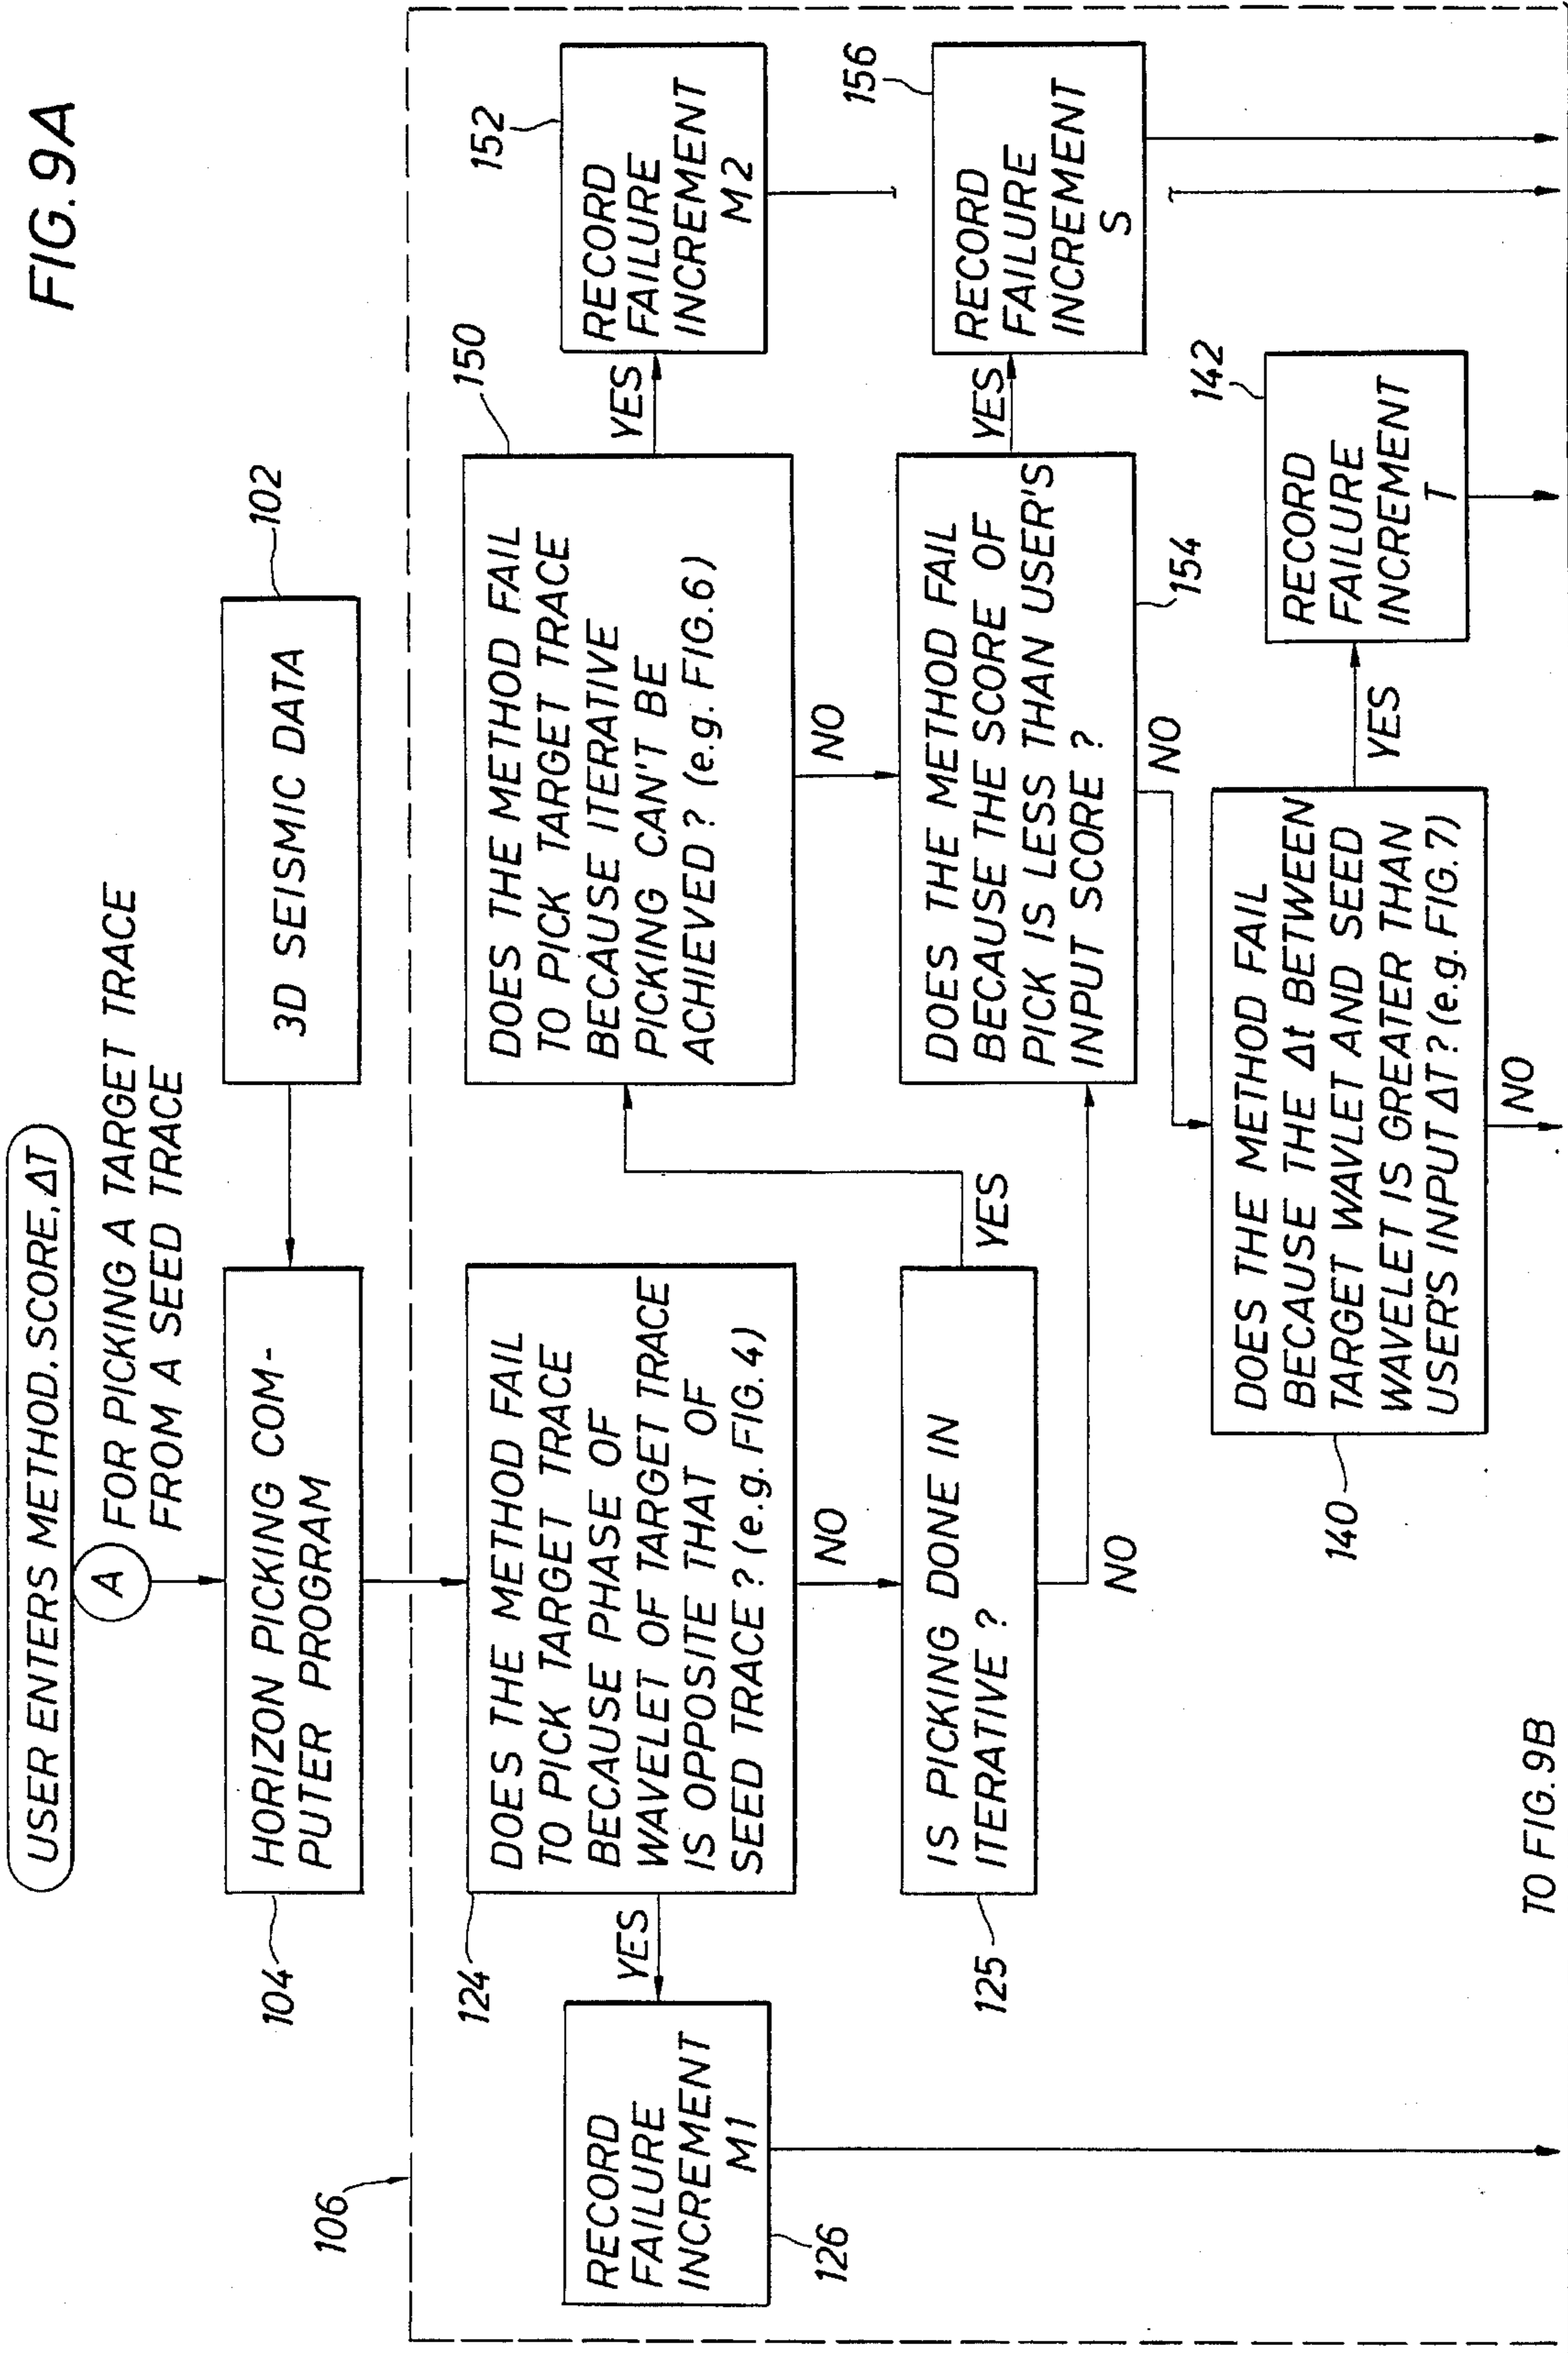 FIG. 9A
USER ENTERS METHOD, SCORE, ΔT
A
FOR PICKING A TARGET TRACE
FROM A SEED TRACE
104
HORIZON PICKING COM-
PUTER PROGRAM
3D SEISMIC DATA
102
106
124
DOES THE METHOD FAIL
TO PICK TARGET TRACE
BECAUSE PHASE OF
WAVELET OF TARGET TRACE
IS OPPOSITE THAT OF
SEED TRACE? (e.g. FIG. 4)
YES
RECORD
FAILURE
INCREMENT
M1
126
NO
125
IS PICKING DONE IN
ITERATIVE?
YES
NO
150
DOES THE METHOD FAIL
TO PICK TARGET TRACE
BECAUSE ITERATIVE
PICKING CAN'T BE
ACHIEVED? (e.g. FIG. 6)
YES
152
RECORD
FAILURE
INCREMENT
M2
NO
DOES THE METHOD FAIL
BECAUSE THE SCORE OF
PICK IS LESS THAN USER'S
INPUT SCORE?
154
YES
156
RECORD
FAILURE
INCREMENT
S
NO
140
DOES THE METHOD FAIL
BECAUSE THE Δt BETWEEN
TARGET WAVLET AND SEED
WAVELET IS GREATER THAN
USER'S INPUT ΔT? (e.g. FIG. 7)
YES
142
RECORD
FAILURE
INCREMENT
T
NO
TO FIG. 9B